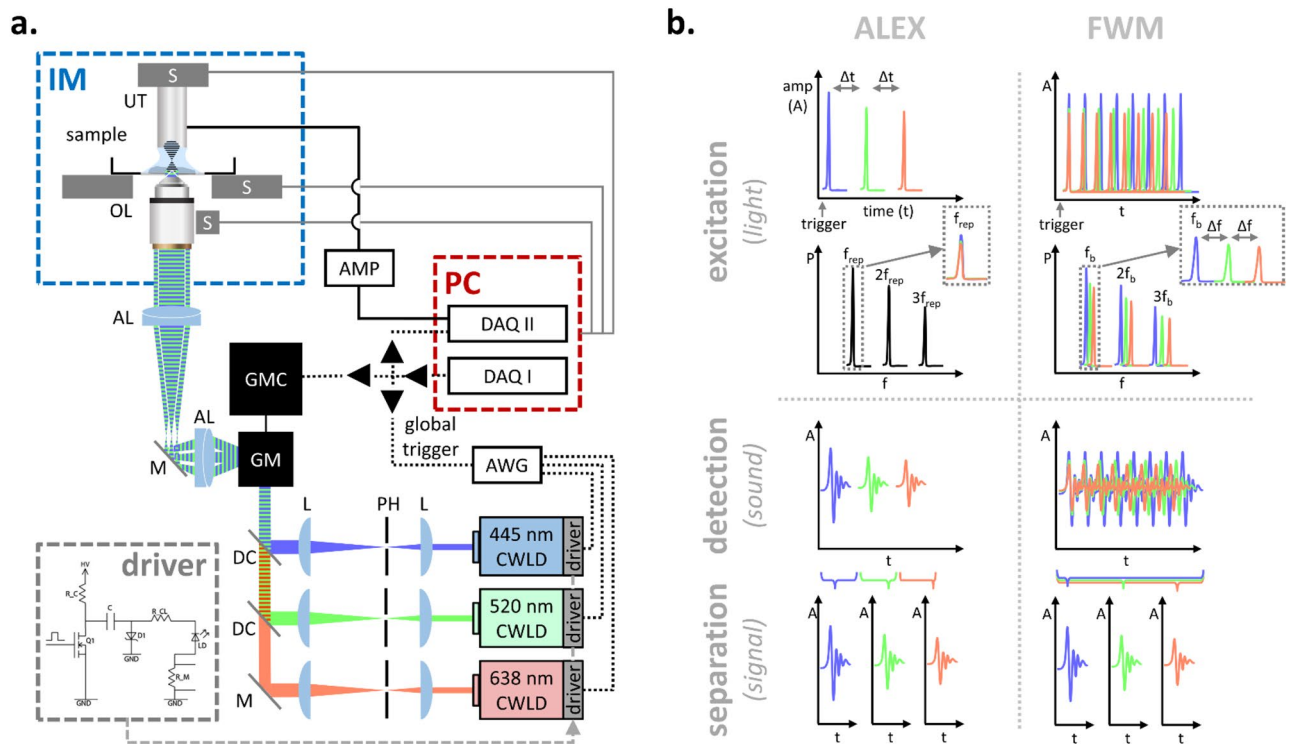 a.
IM
S
UT
sample
S
OL
S
AMP
PC
DAQ II
DAQ I
AL
GMC
global
trigger
AL
M
GM
AWG
L
PH
L
445 nm
CWLD
driver
DC
520 nm
CWLD
driver
DC
638 nm
CWLD
driver
M
driver
HV
R_C
C
R_CL
Q1
D1
LD
GND
R_M
GND
GND
b.
ALEX
FWM
excitation
(light)
amp
(A)
Δt
Δt
trigger
time (t)
A
trigger
t
P
f_rep
2f_rep
3f_rep
f_rep
f
P
f_b
2f_b
3f_b
f_b
Δf
Δf
f
detection
(sound)
A
t
A
t
separation
(signal)
A
A
A
t
t
t
A
A
A
t
t
t